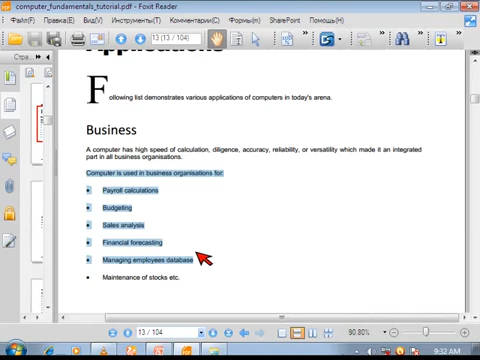 computer_fundamentals_tutorial.pdf - Foxit Reader
Файл(F) Правка(E) Вид(V) Инструменты(T) Комментарии(C) Формы(m) SharePoint Помощь(H)
13 (13 / 104)
Стра...
Applications
Following list demonstrates various applications of computers in today's arena.
Business
A computer has high speed of calculation, diligence, accuracy, reliability, or versatility which made it an integrated
part in all business organisations.
Computer is used in business organisations for:
• Payroll calculations
• Budgeting
• Sales analysis
• Financial forecasting
• Managing employees database
• Maintenance of stocks etc.
13 / 104
90.80%
9:32 AM